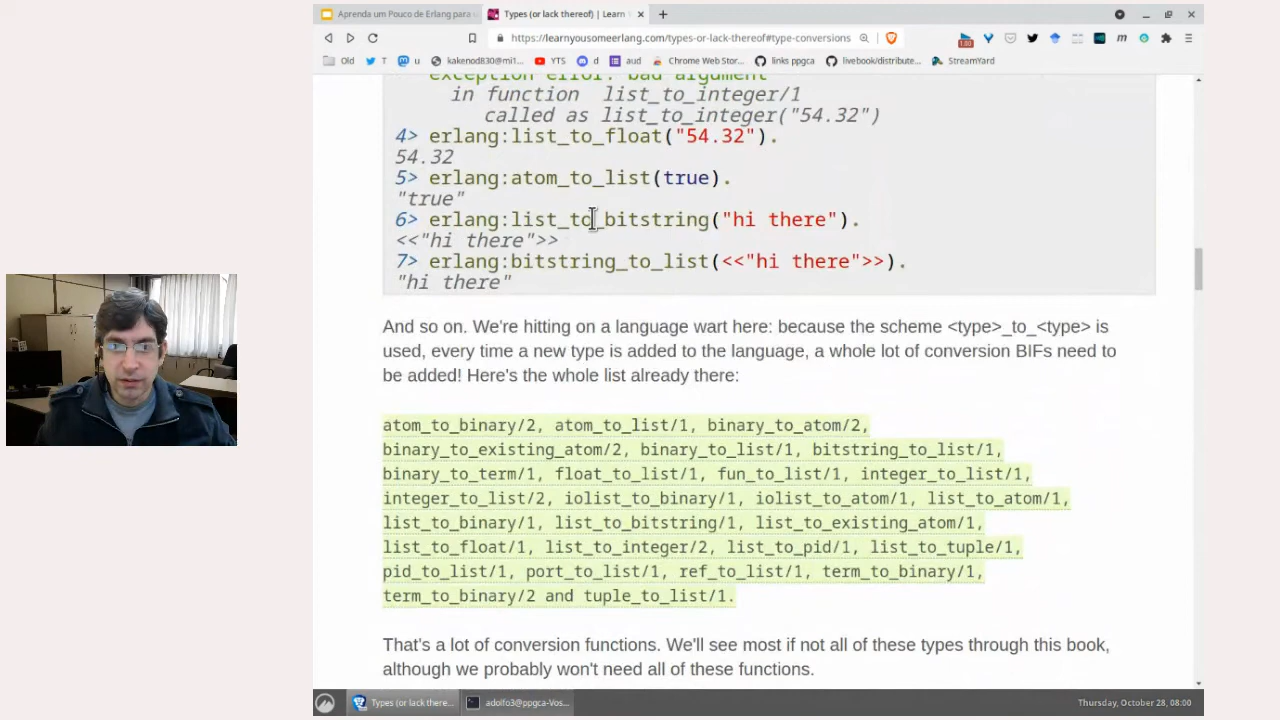 Aprenda um Pouco de Erlang para
Types (or lack thereof) | Learn
https://learnyousomeerlang.com/types-or-lack-thereof#type-conversions
1:03
Old
T
u
kakenod830@mi1...
YTS
d
aud
Chrome Web Stor...
links ppgca
livebook/distribute...
StreamYard
exception error: bad argument
in function list_to_integer/1
called as list_to_integer("54.32")
4> erlang:list_to_float("54.32").
54.32
5> erlang:atom_to_list(true).
"true"
6> erlang:list_to_bitstring("hi there").
<<"hi there">>
7> erlang:bitstring_to_list(<<"hi there">>).
"hi there"
And so on. We're hitting on a language wart here: because the scheme <type>_to_<type> is
used, every time a new type is added to the language, a whole lot of conversion BIFs need to
be added! Here's the whole list already there:
atom_to_binary/2, atom_to_list/1, binary_to_atom/2,
binary_to_existing_atom/2, binary_to_list/1, bitstring_to_list/1,
binary_to_term/1, float_to_list/1, fun_to_list/1, integer_to_list/1,
integer_to_list/2, iolist_to_binary/1, iolist_to_atom/1, list_to_atom/1,
list_to_binary/1, list_to_bitstring/1, list_to_existing_atom/1,
list_to_float/1, list_to_integer/2, list_to_pid/1, list_to_tuple/1,
pid_to_list/1, port_to_list/1, ref_to_list/1, term_to_binary/1,
term_to_binary/2 and tuple_to_list/1.
That's a lot of conversion functions. We'll see most if not all of these types through this book,
although we probably won't need all of these functions.
Types (or lack there...
adolfo3@ppgca-Vos...
Thursday, October 28, 08:00